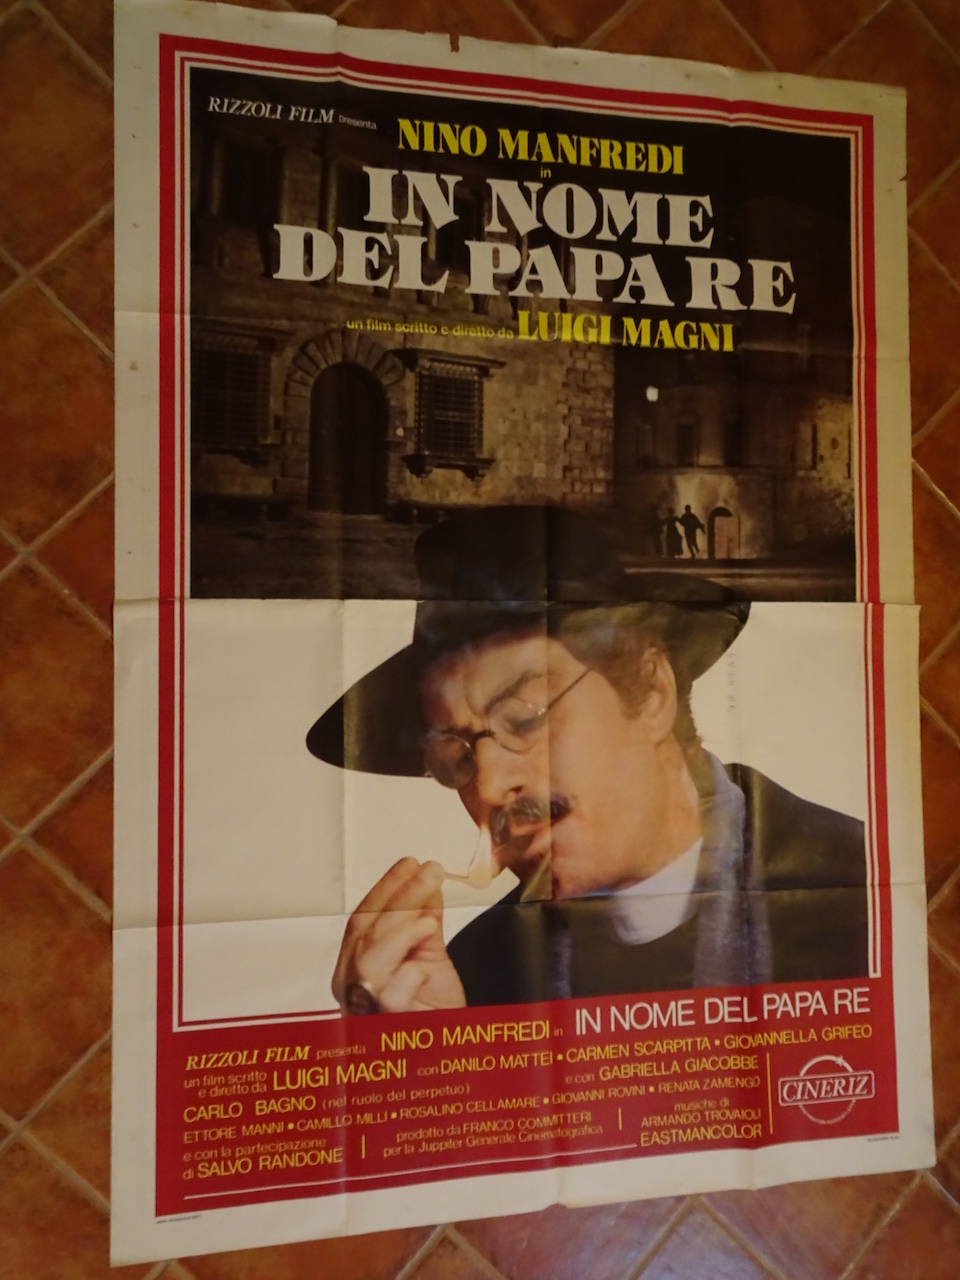 RIZZOLI FILM presenta
NINO MANFREDI
in
IN NOME
DEL PAPA RE
un film scritto e diretto da LUIGI MAGNI
RIZZOLI FILM presenta NINO MANFREDI in IN NOME DEL PAPA RE
un film scritto e diretto da LUIGI MAGNI con DANILO MATTEI • CARMEN SCARPITTA • GIOVANNELLA GRIFEO
CARLO BAGNO (nel ruolo del perpetuo) e con GABRIELLA GIACOBBE
ETTORE MANNI • CAMILLO MILLI • ROSALINO CELLAMARE • GIOVANNI ROVINI • RENATA ZAMENGO
e con la partecipazione
di SALVO RANDONE
prodotto da FRANCO COMMITTERI
per la Juppiter Generale Cinematografica
musiche di
ARMANDO TROVAIOLI
EASTMANCOLOR
CINERIZ